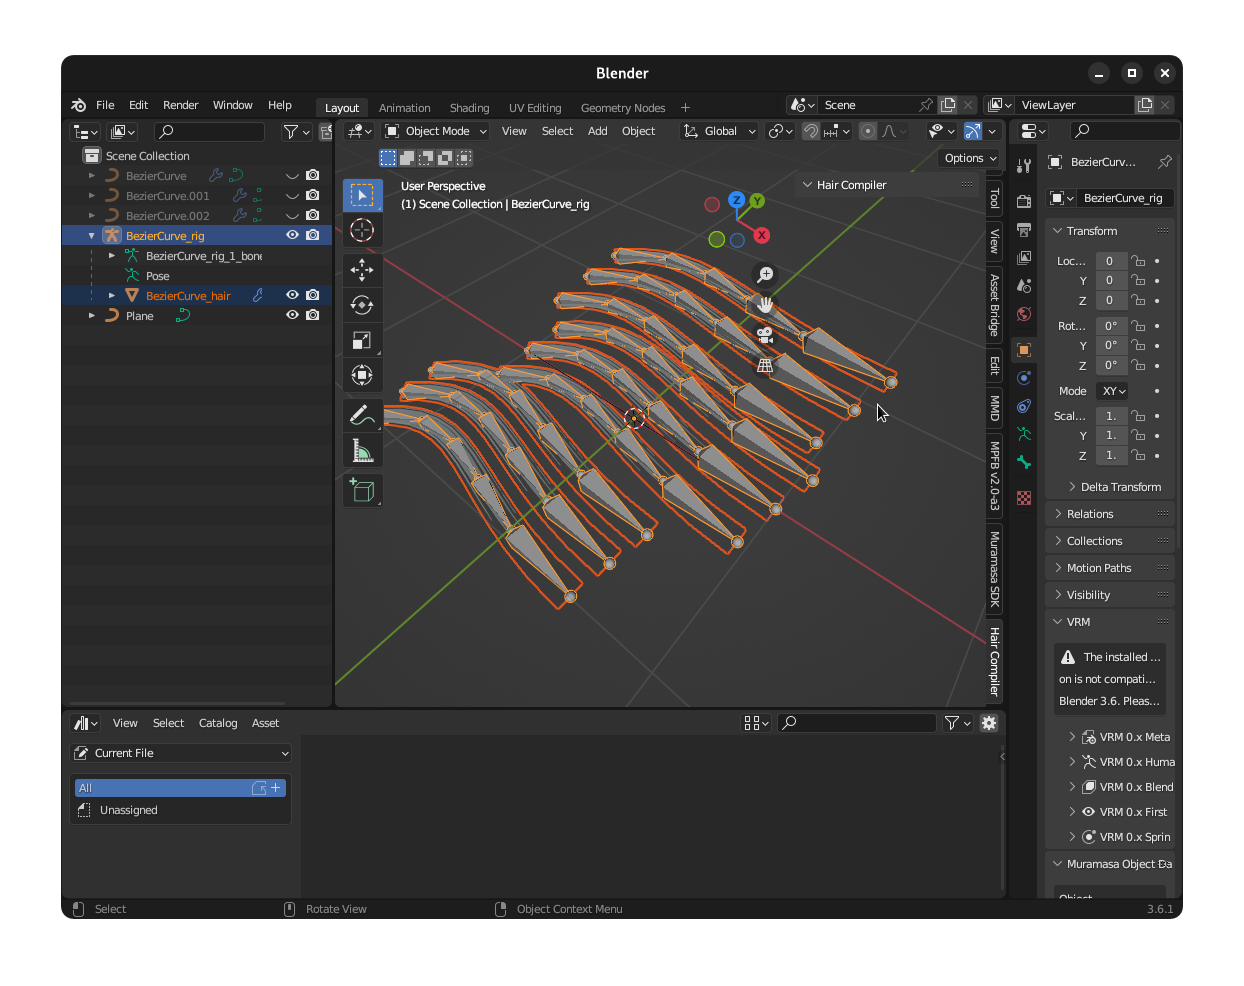 Blender
File Edit Render Window Help
Layout Animation Shading UV Editing Geometry Nodes +
Scene
ViewLayer
Object Mode View Select Add Object Global
Options
Scene Collection
BezierCurve
BezierCurve.001
BezierCurve.002
BezierCurve_rig
BezierCurve_rig_1_bone
Pose
BezierCurve_hair
Plane
User Perspective
(1) Scene Collection | BezierCurve_rig
Hair Compiler
Z
Y
X
Tool
View
Asset Bridge
Edit
MMD
MPFB v2.0-a3
Muramasa SDK
Hair Compiler
BezierCurv...
BezierCurve_rig
Transform
Loc... 0
Y 0
Z 0
Rot... 0°
Y 0°
Z 0°
Mode XY
Scal... 1.
Y 1.
Z 1.
Delta Transform
Relations
Collections
Motion Paths
Visibility
VRM
The installed ...
on is not compati...
Blender 3.6. Pleas...
VRM 0.x Meta
VRM 0.x Huma
VRM 0.x Blend
VRM 0.x First
VRM 0.x Sprin
Muramasa Object Da
Object
View Select Catalog Asset
Current File
All
Unassigned
Select
Rotate View
Object Context Menu
3.6.1